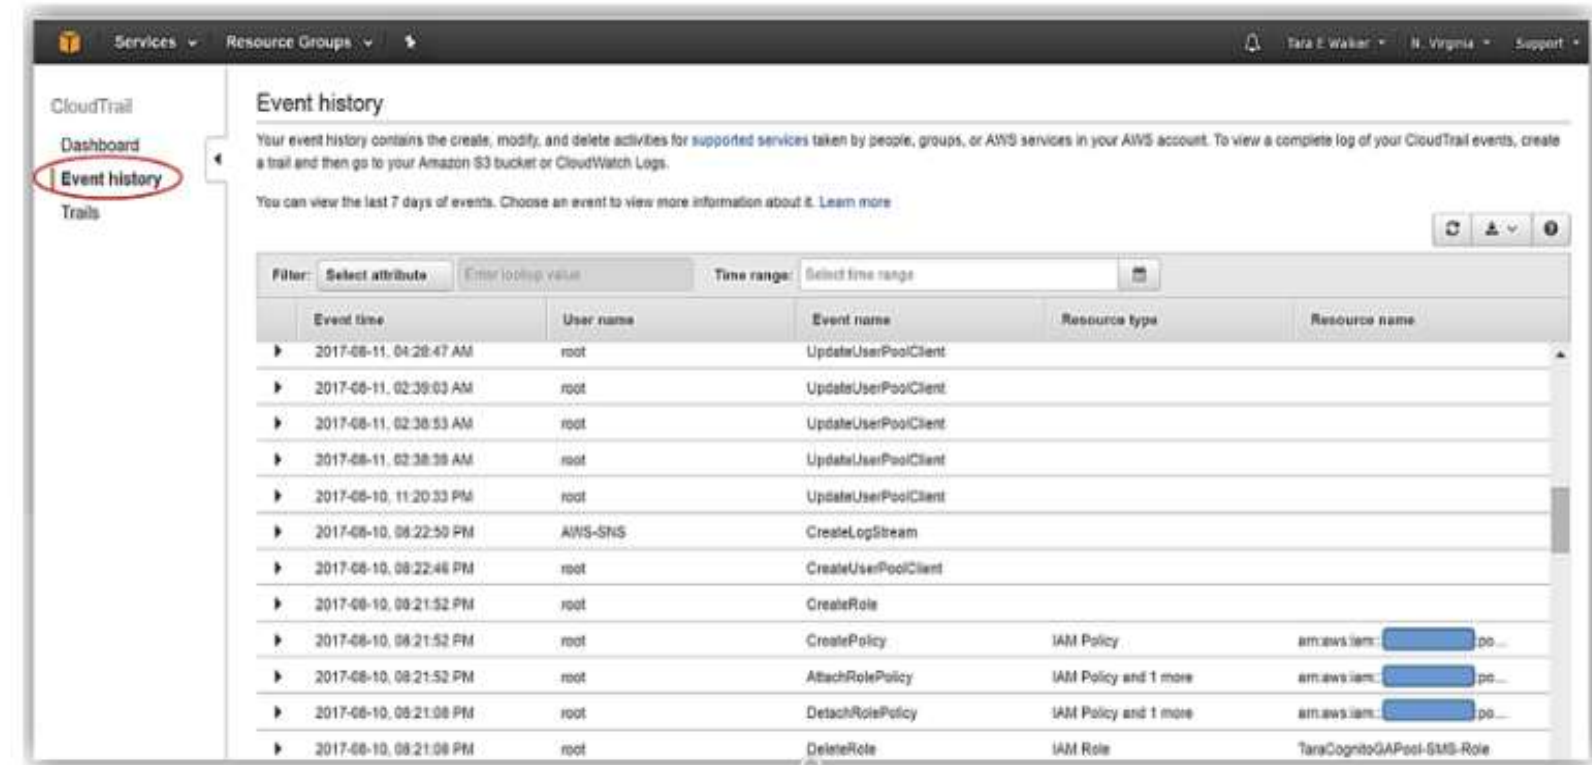 Services Resource Groups Tara E Walker N. Virginia Support
CloudTrail
Dashboard
Event history
Trails
Event history
Your event history contains the create, modify, and delete activities for supported services taken by people, groups, or AWS services in your AWS account. To view a complete log of your CloudTrail events, create
a trail and then go to your Amazon S3 bucket or CloudWatch Logs.
You can view the last 7 days of events. Choose an event to view more information about it. Learn more
Filter: Select attribute Enter lookup value Time range: Select time range
Event time User name Event name Resource type Resource name
2017-08-11, 04:28:47 AM root UpdateUserPoolClient
2017-08-11, 02:39:03 AM root UpdateUserPoolClient
2017-08-11, 02:38:53 AM root UpdateUserPoolClient
2017-08-11, 02:38:39 AM root UpdateUserPoolClient
2017-08-10, 11:20:33 PM root UpdateUserPoolClient
2017-08-10, 08:22:50 PM AWS-SNS CreateLogStream
2017-08-10, 08:22:46 PM root CreateUserPoolClient
2017-08-10, 08:21:52 PM root CreateRole
2017-08-10, 08:21:52 PM root CreatePolicy IAM Policy arn:aws:iam:: :po...
2017-08-10, 08:21:52 PM root AttachRolePolicy IAM Policy and 1 more arn:aws:iam:: :po...
2017-08-10, 08:21:08 PM root DetachRolePolicy IAM Policy and 1 more arn:aws:iam:: :po...
2017-08-10, 08:21:08 PM root DeleteRole IAM Role TaraCognitoGAPool-SMS-Role